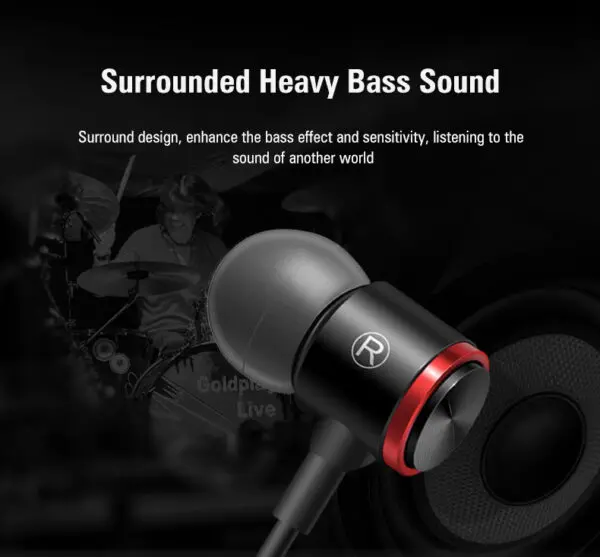 Surrounded Heavy Bass Sound
Surround design, enhance the bass effect and sensitivity, listening to the
sound of another world
R
Live